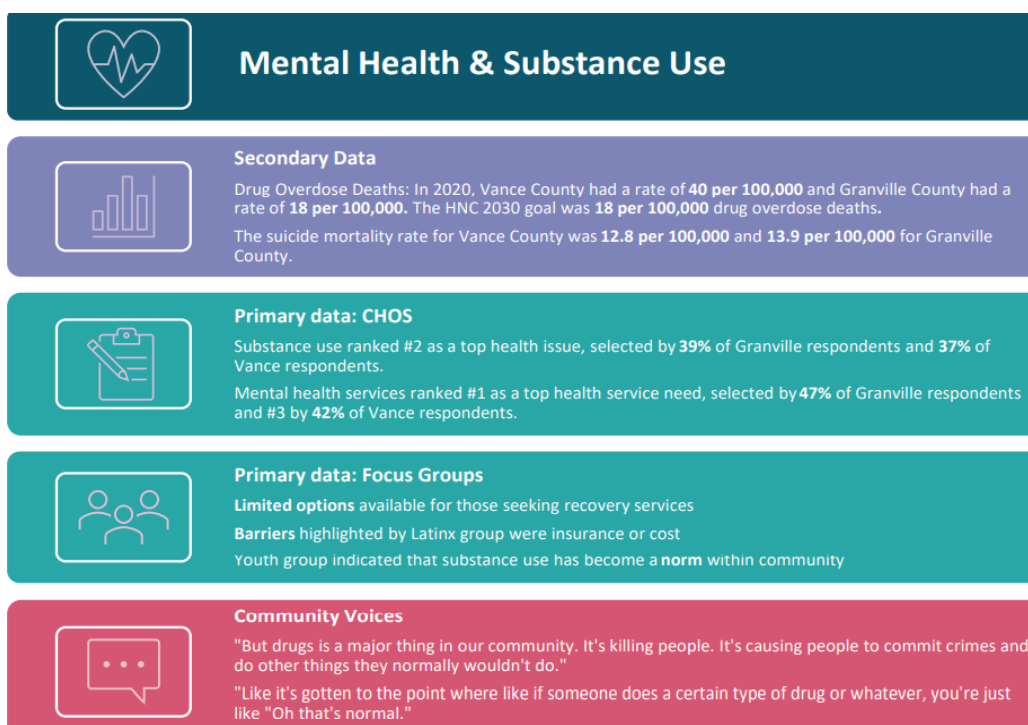 Mental Health & Substance Use
Secondary Data
Drug Overdose Deaths: In 2020, Vance County had a rate of 40 per 100,000 and Granville County had a
rate of 18 per 100,000. The HNC 2030 goal was 18 per 100,000 drug overdose deaths.
The suicide mortality rate for Vance County was 12.8 per 100,000 and 13.9 per 100,000 for Granville
County.
Primary data: CHOS
Substance use ranked #2 as a top health issue, selected by 39% of Granville respondents and 37% of
Vance respondents.
Mental health services ranked #1 as a top health service need, selected by 47% of Granville respondents
and #3 by 42% of Vance respondents.
Primary data: Focus Groups
Limited options available for those seeking recovery services
Barriers highlighted by Latinx group were insurance or cost
Youth group indicated that substance use has become a norm within community
Community Voices
"But drugs is a major thing in our community. It's killing people. It's causing people to commit crimes and
do other things they normally wouldn't do."
"Like it's gotten to the point where like if someone does a certain type of drug or whatever, you're just
like "Oh that's normal."